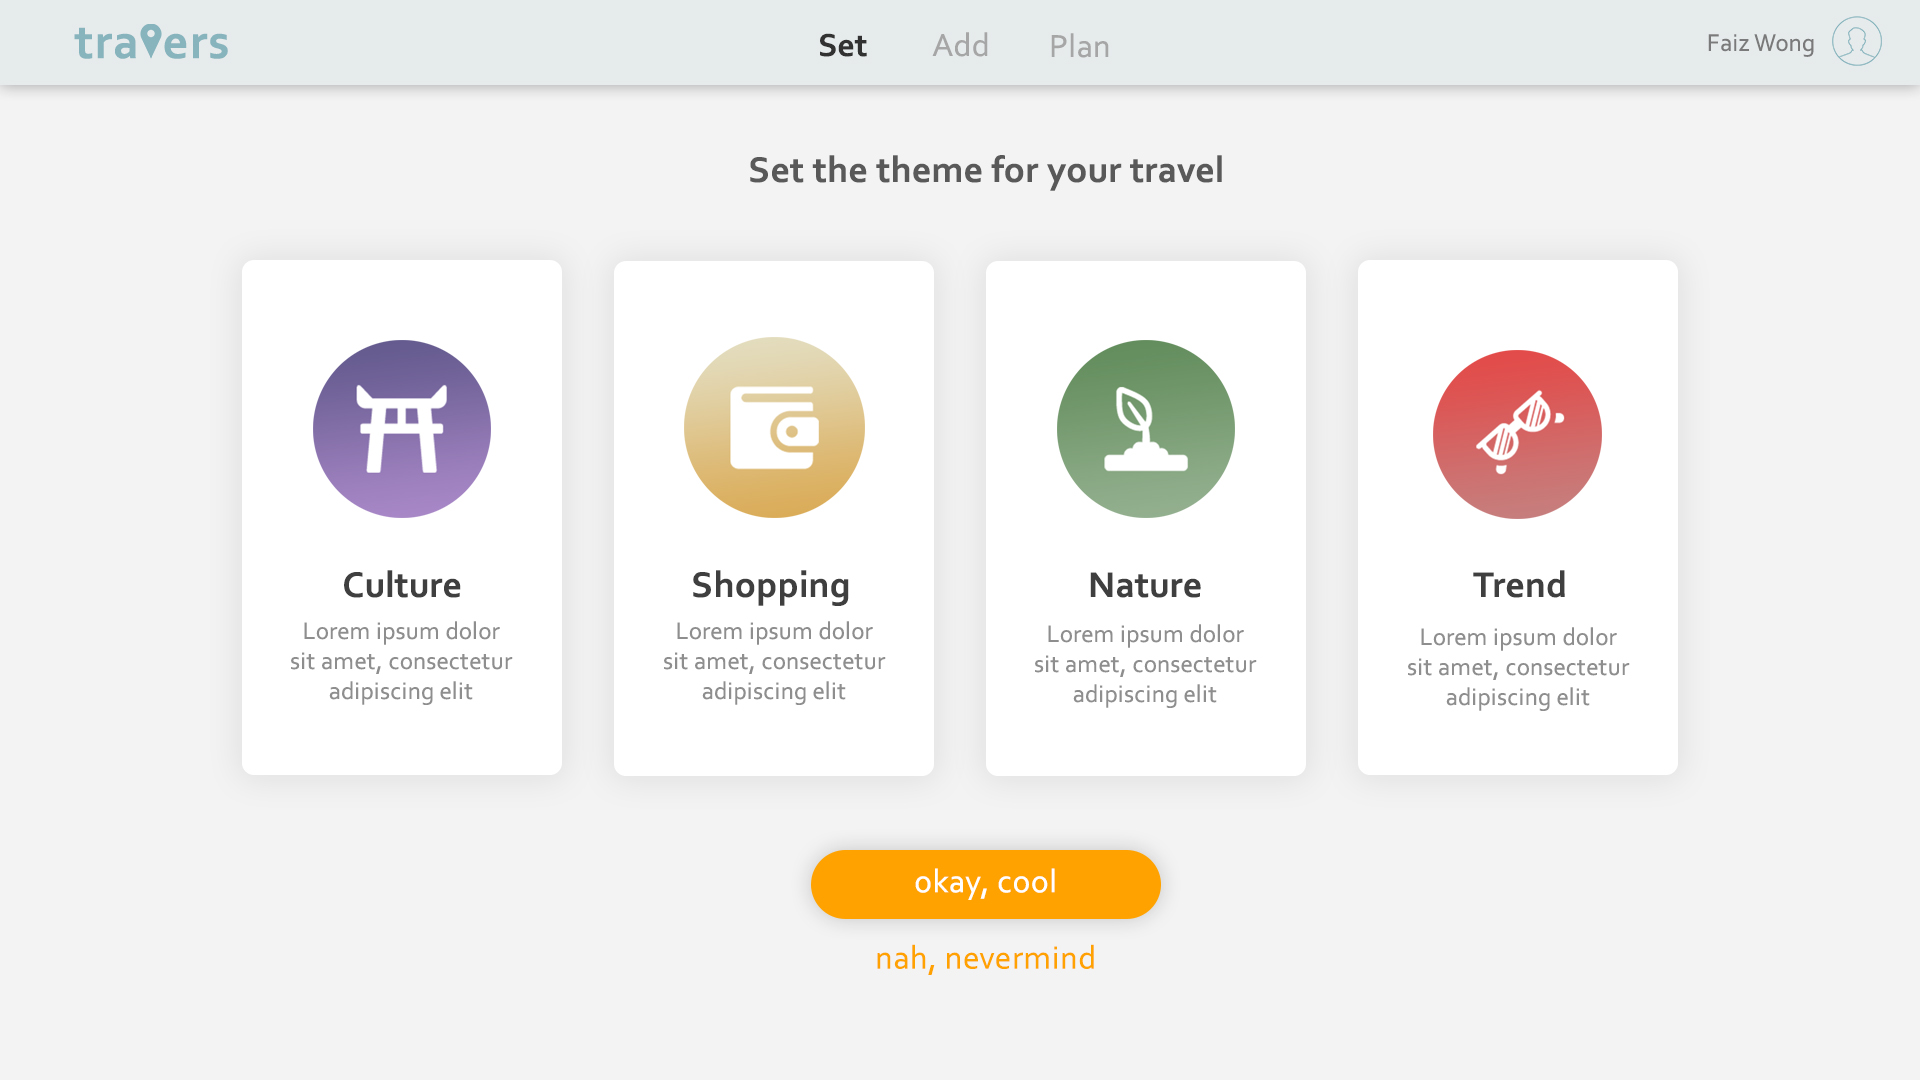 travers
Set
Add
Plan
Faiz Wong
Set the theme for your travel
Culture
Lorem ipsum dolor
sit amet, consectetur
adipiscing elit
Shopping
Lorem ipsum dolor
sit amet, consectetur
adipiscing elit
Nature
Lorem ipsum dolor
sit amet, consectetur
adipiscing elit
Trend
Lorem ipsum dolor
sit amet, consectetur
adipiscing elit
okay, cool
nah, nevermind